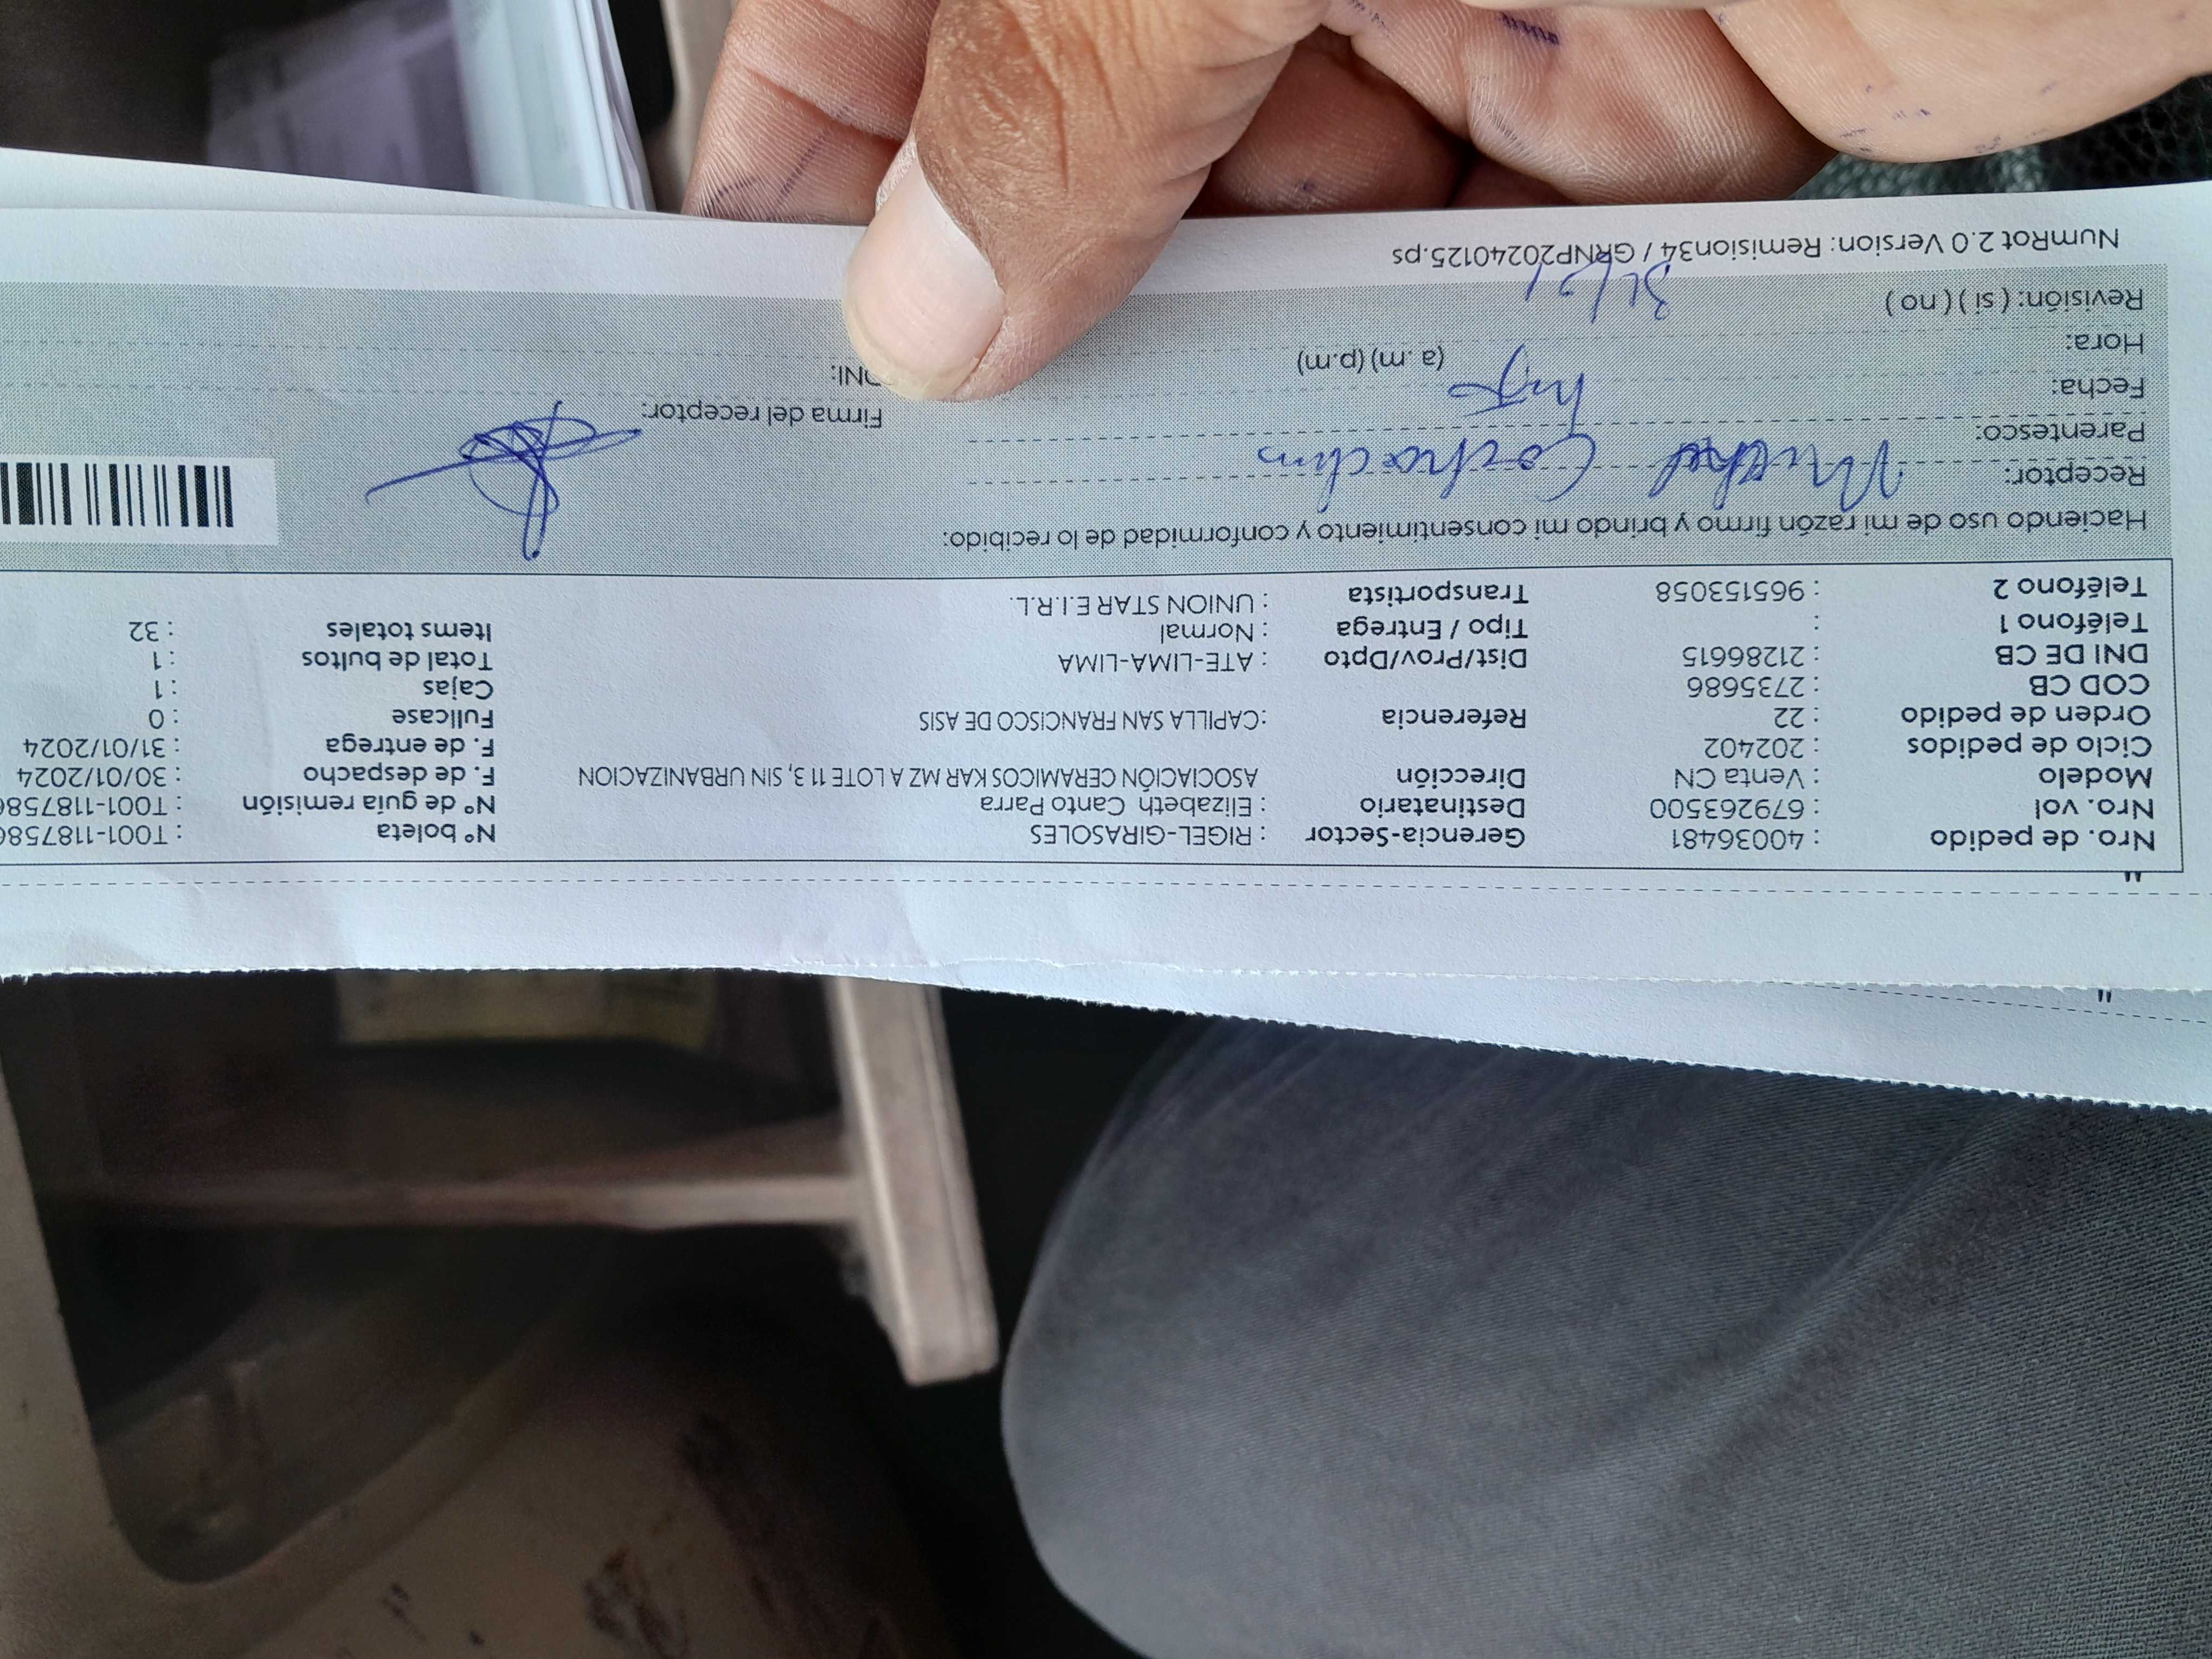 "
"
Nro. de pedido : 40036481 Gerencia-Sector : RIGEL-GIRASOLES N° boleta : T001-1187586
Nro. vol : 679263500 Destinatario : Elizabeth Canto Parra N° de guía remisión : T001-1187586
Modelo : Venta CN Dirección ASOCIACIÓN CERAMICOS KAR MZ A LOTE 113, SIN URBANIZACION F. de despacho : 30/01/2024
Ciclo de pedidos : 202402 F. de entrega : 31/01/2024
Orden de pedido : 22 Referencia : CAPILLA SAN FRANCISCO DE ASIS Fullcase : 0
COD CB : 2735686 Cajas : 1
DNI DE CB : 21286615 Dist/Prov/Dpto : ATE-LIMA-LIMA Total de bultos : 1
Teléfono 1 : Tipo / Entrega : Normal Items totales : 32
Teléfono 2 : 965153058 Transportista : UNION STAR E.I.R.L.
Haciendo uso de mi razón firmo y brindo mi consentimiento y conformidad de lo recibido:
Receptor:
Parentesco: hijo Firma del receptor:
Fecha:
Hora: (a. m) (p.m) DNI:
Revisión: ( si ) ( no )
NumRot 2.0 Version: Remision34 / GRNP20240125.ps